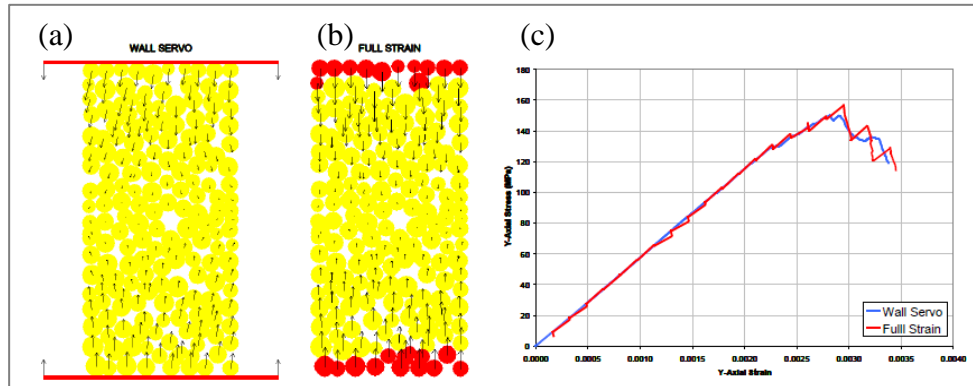 (a)
WALL SERVO
(b)
FULL STRAIN
(c)
180
160
140
120
100
80
60
40
20
0
0.0000 0.0005 0.0010 0.0015 0.0020 0.0025 0.0030 0.0035 0.0040
Y-Axial Stress (MPa)
Y-Axial Strain
Wall Servo
Fulll Strain